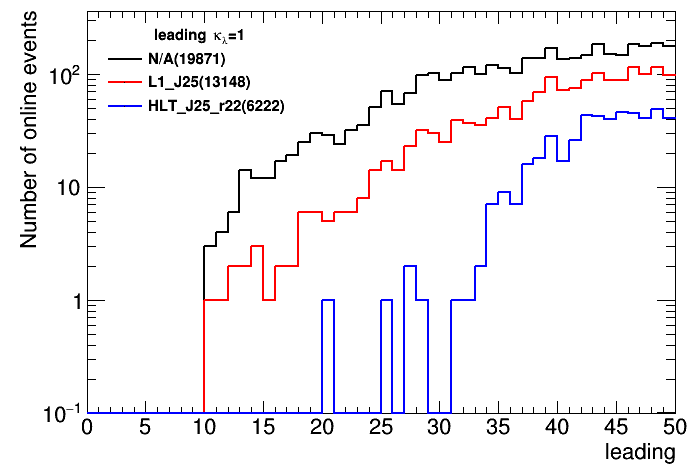 leading κλ=1
N/A(19871)
L1_J25(13148)
HLT_J25_r22(6222)
Number of online events
10²
10
1
10⁻¹
0 5 10 15 20 25 30 35 40 45 50
leading